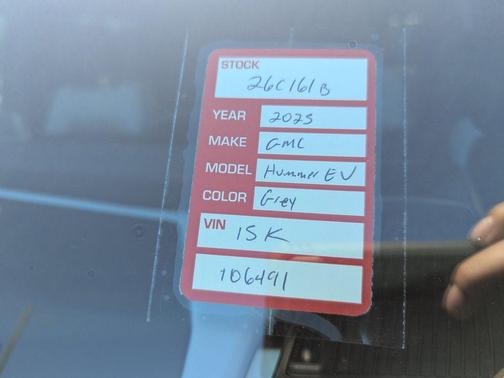 STOCK
26C161B
YEAR 2025
MAKE GMC
MODEL Hummer EV
COLOR Grey
VIN 15K
106491